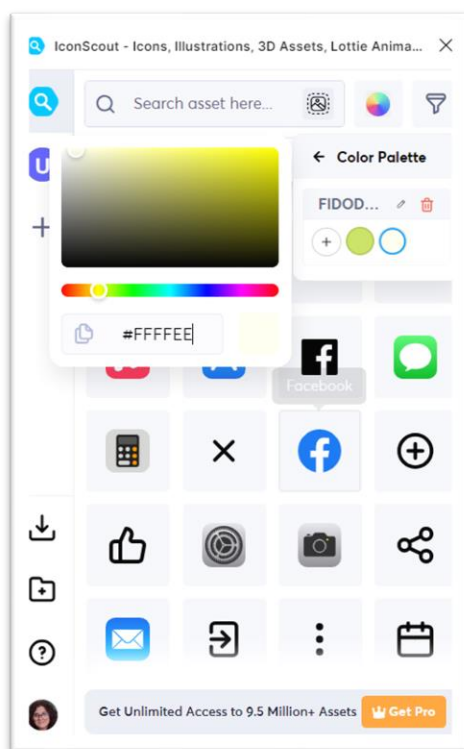 IconScout - Icons, Illustrations, 3D Assets, Lottie Anima...
Search asset here...
U
Color Palette
FIDOD...
#FFFFEE
Facebook
Get Unlimited Access to 9.5 Million+ Assets
Get Pro